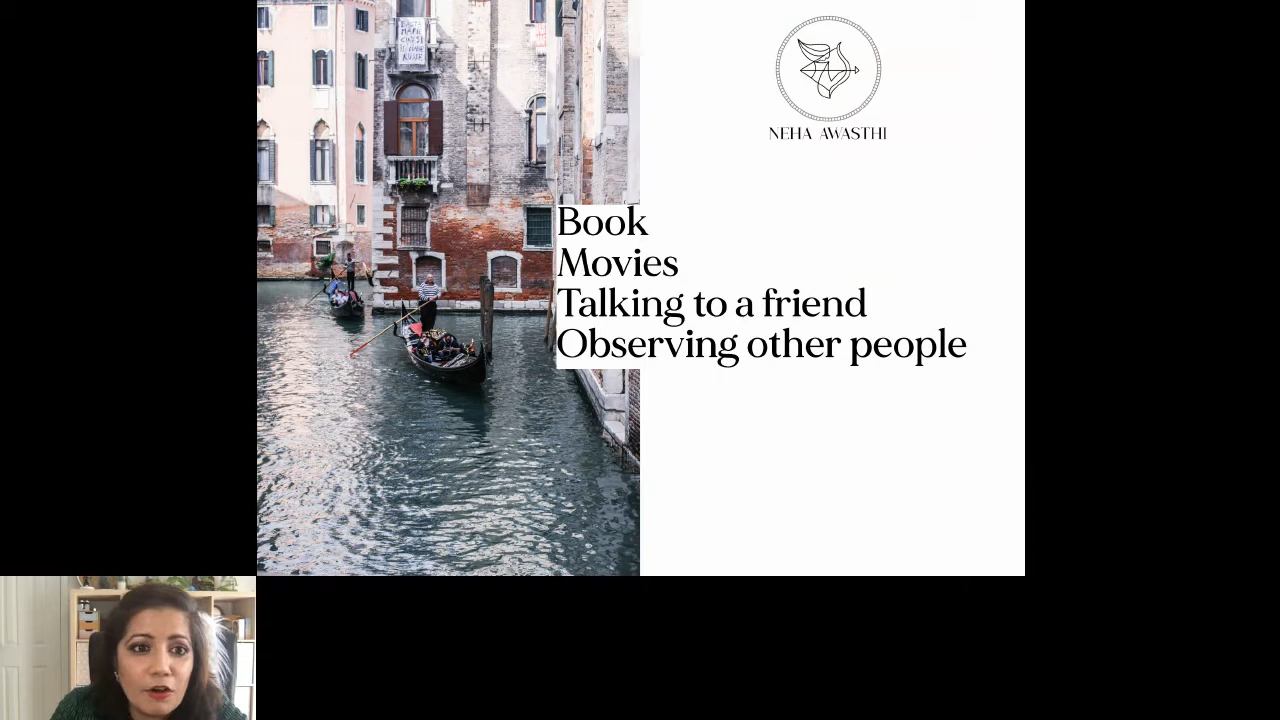 NEHA AWASTHI
Book
Movies
Talking to a friend
Observing other people